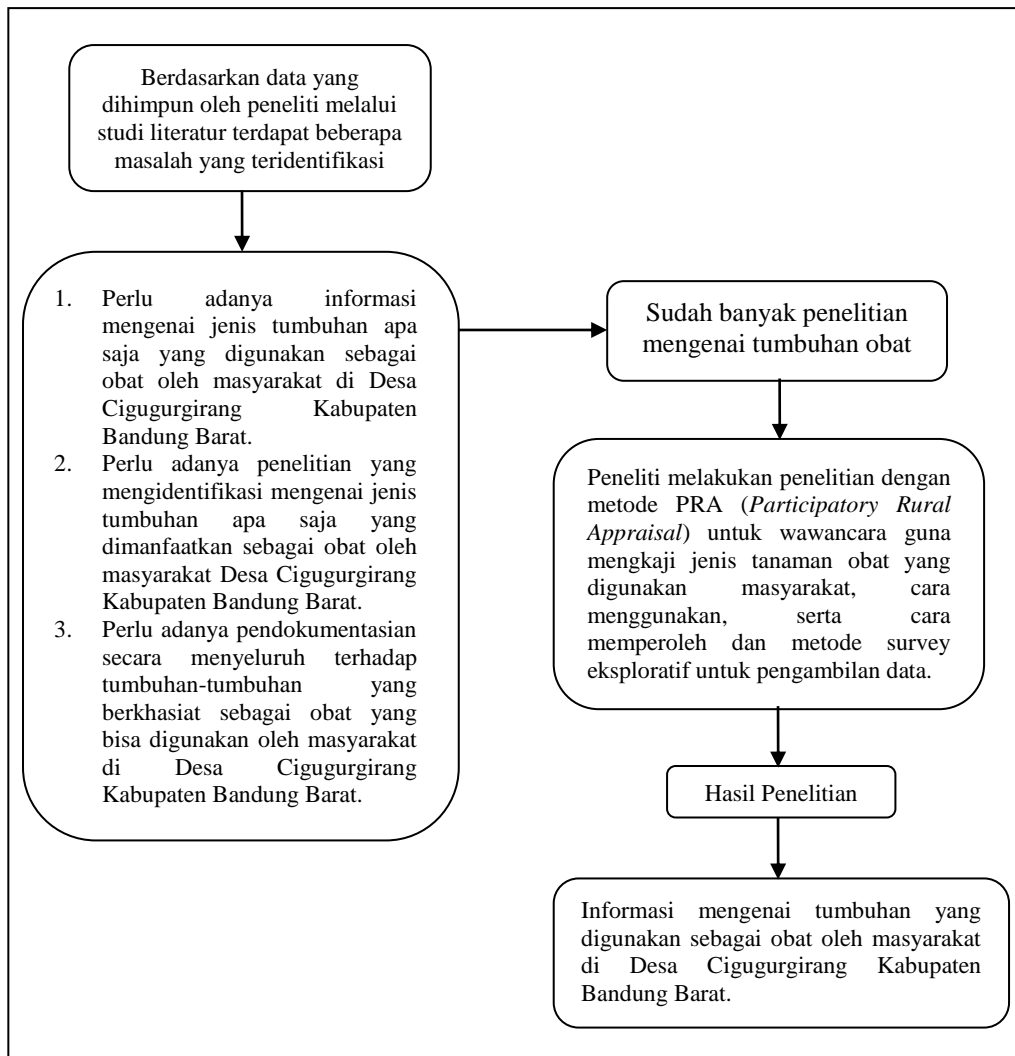 Berdasarkan data yang
dihimpun oleh peneliti melalui
studi literatur terdapat beberapa
masalah yang teridentifikasi
1. Perlu adanya informasi
mengenai jenis tumbuhan apa
saja yang digunakan sebagai
obat oleh masyarakat di Desa
Cigugurgirang Kabupaten
Bandung Barat.
2. Perlu adanya penelitian yang
mengidentifikasi mengenai jenis
tumbuhan apa saja yang
dimanfaatkan sebagai obat oleh
masyarakat Desa Cigugurgirang
Kabupaten Bandung Barat.
3. Perlu adanya pendokumentasian
secara menyeluruh terhadap
tumbuhan-tumbuhan yang
berkhasiat sebagai obat yang
bisa digunakan oleh masyarakat
di Desa Cigugurgirang
Kabupaten Bandung Barat.
Sudah banyak penelitian
mengenai tumbuhan obat
Peneliti melakukan penelitian dengan
metode PRA (Participatory Rural
Appraisal) untuk wawancara guna
mengkaji jenis tanaman obat yang
digunakan masyarakat, cara
menggunakan, serta cara
memperoleh dan metode survey
eksploratif untuk pengambilan data.
Hasil Penelitian
Informasi mengenai tumbuhan yang
digunakan sebagai obat oleh masyarakat
di Desa Cigugurgirang Kabupaten
Bandung Barat.